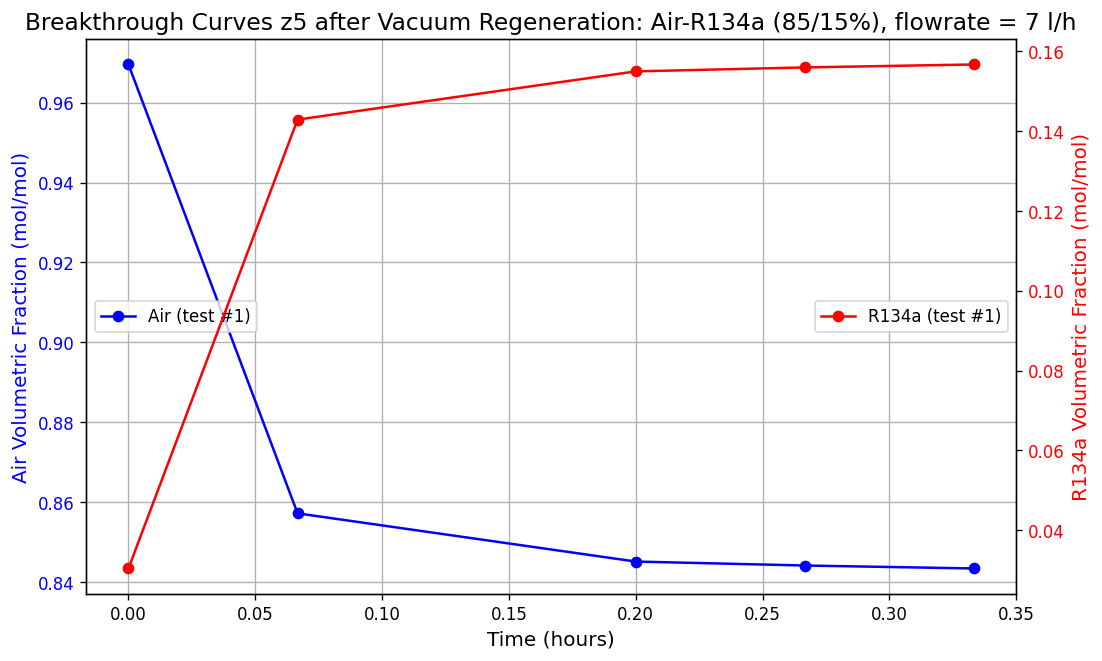 Breakthrough Curves z5 after Vacuum Regeneration: Air-R134a (85/15%), flowrate = 7 l/h
Air Volumetric Fraction (mol/mol)
0.96
0.94
0.92
0.90
0.88
0.86
0.84
Air (test #1)
R134a (test #1)
0.16
0.14
0.12
0.10
0.08
0.06
0.04
R134a Volumetric Fraction (mol/mol)
0.00 0.05 0.10 0.15 0.20 0.25 0.30 0.35
Time (hours)